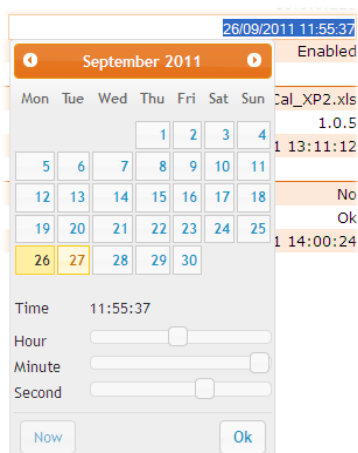 26/09/2011 11:55:37
Enabled
September 2011
Mon Tue Wed Thu Fri Sat Sun
Cal_XP2.xls
1 2 3 4
1.0.5
1 13:11:12
5 6 7 8 9 10 11
12 13 14 15 16 17 18
No
Ok
19 20 21 22 23 24 25
1 14:00:24
26 27 28 29 30
Time 11:55:37
Hour
Minute
Second
Now Ok